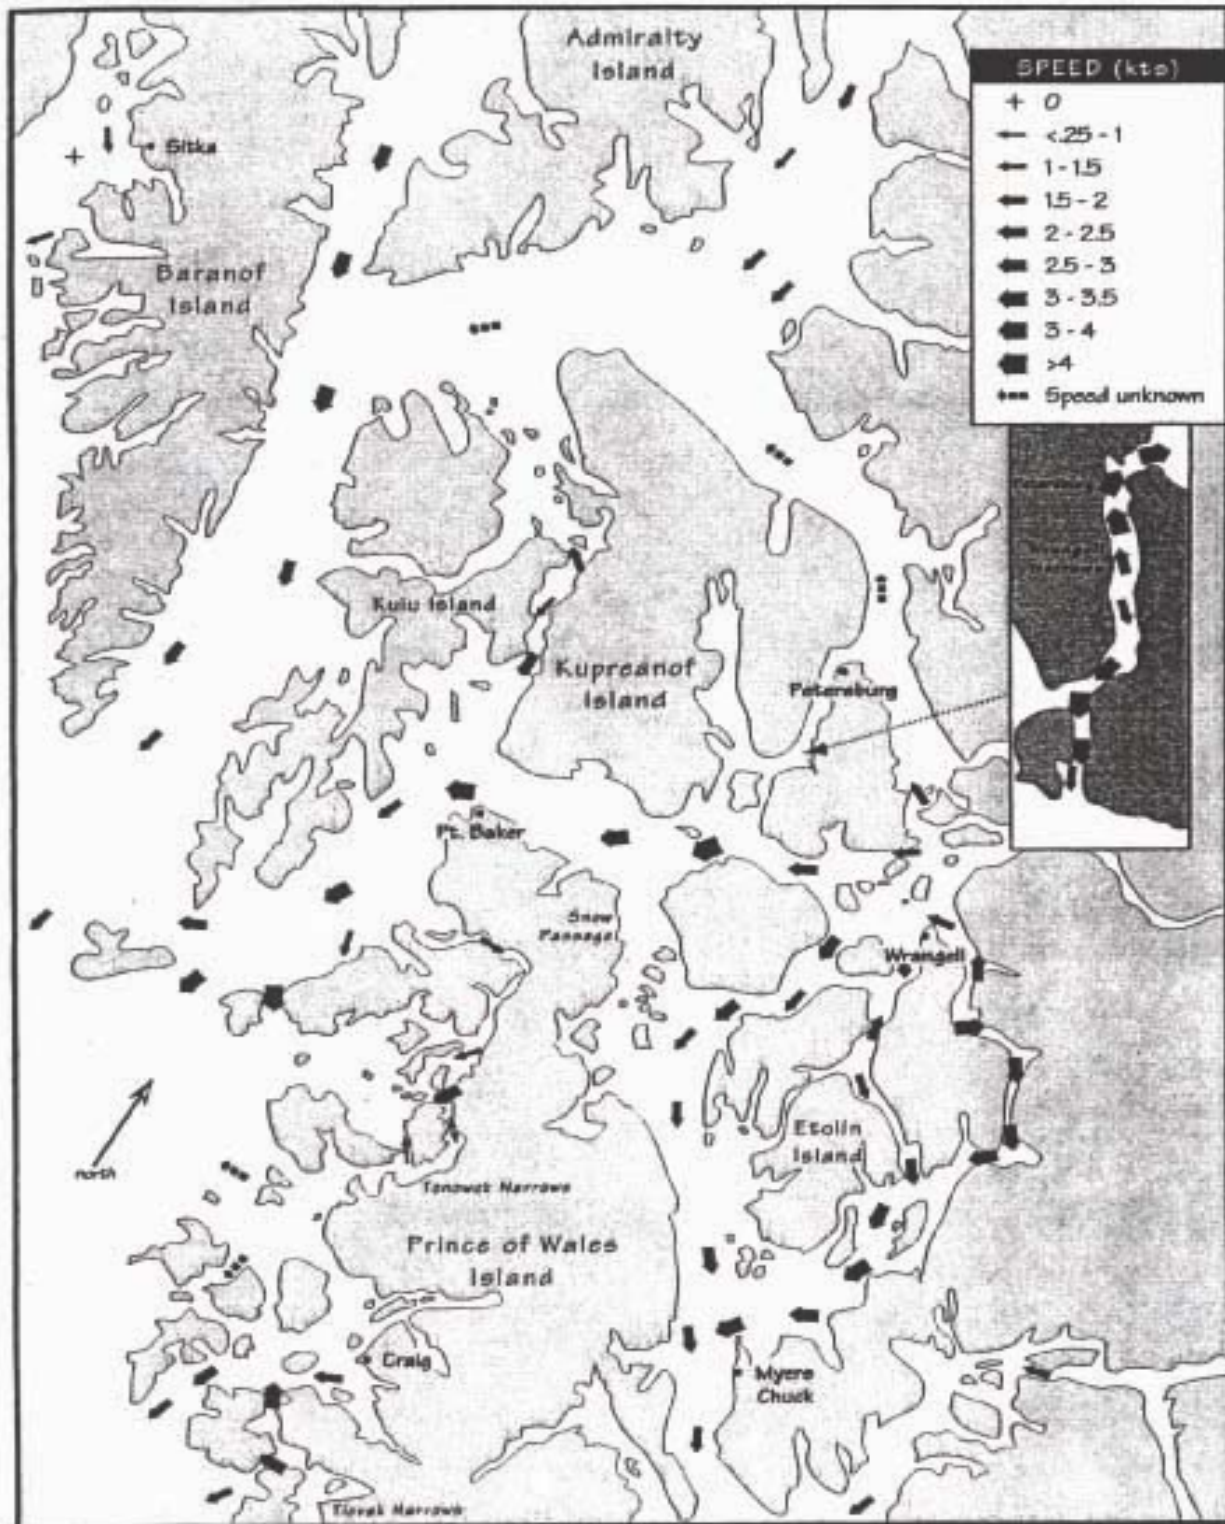 Admiralty
Island
SPEED (kts)
0
<.25 - 1
1 - 1.5
1.5 - 2
2 - 2.5
2.5 - 3
3 - 3.5
3 - 4
>4
Speed unknown
Sitka
Baranof
Island
Kuiu Island
Kupreanof
Island
Petersburg
Pt. Baker
Snow
Passage
Wrangell
north
Etolin
Island
Tonowek Narrows
Prince of Wales
Island
Craig
Myers
Chuck
Tlevak Narrows